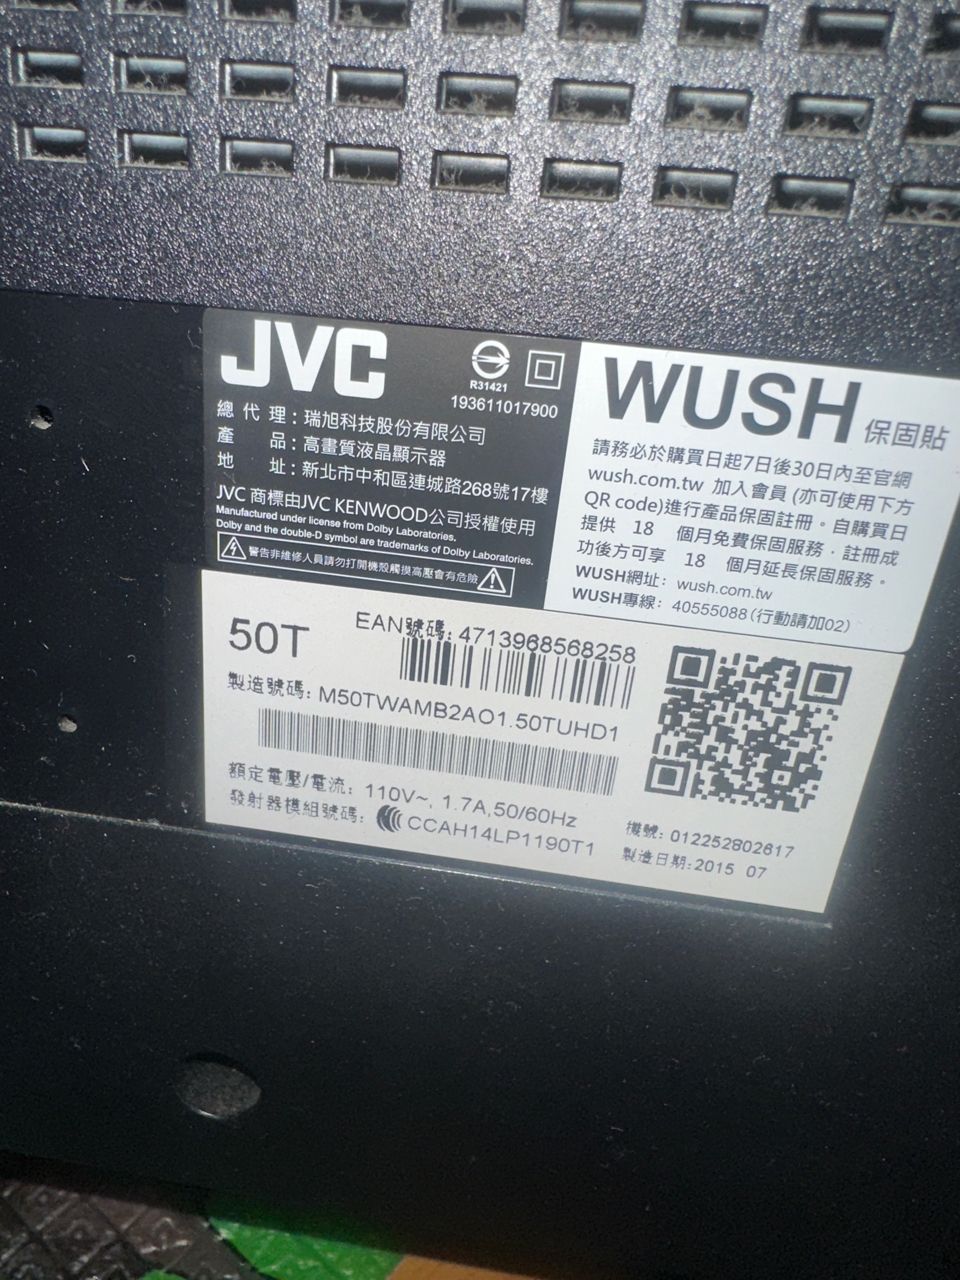 JVC
R31421
193611017900
總代理：瑞旭科技股份有限公司
產品：高畫質液晶顯示器
地址：新北市中和區連城路268號17樓
JVC 商標由JVC KENWOOD公司授權使用
Manufactured under license from Dolby Laboratories.
Dolby and the double-D symbol are trademarks of Dolby Laboratories.
警告非維修人員請勿打開機殼觸摸高壓會有危險
WUSH 保固貼
請務必於購買日起7日後30日內至官網
wush.com.tw 加入會員 (亦可使用下方
QR code)進行產品保固註冊。自購買日
提供 18 個月免費保固服務，註冊成
功後方可享 18 個月延長保固服務。
WUSH網址： wush.com.tw
WUSH專線： 40555088 (行動請加02)
50T
EAN號碼: 4713968568258
製造號碼: M50TWAMB2AO1.50TUHD1
額定電壓/電流: 110V~, 1.7A,50/60Hz
發射器模組號碼: CCAH14LP1190T1
機號: 012252802617
製造日期:2015 07